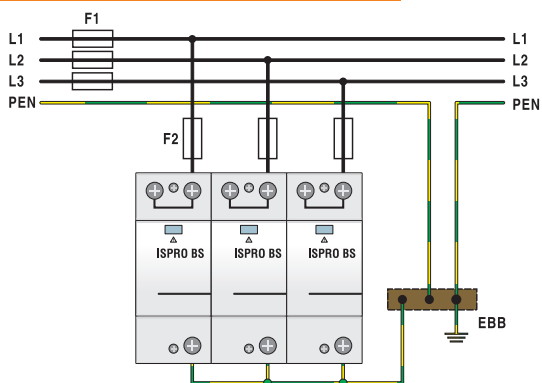 F1
L1 L1
L2 L2
L3 L3
PEN PEN
F2
ISPRO BS ISPRO BS ISPRO BS
EBB